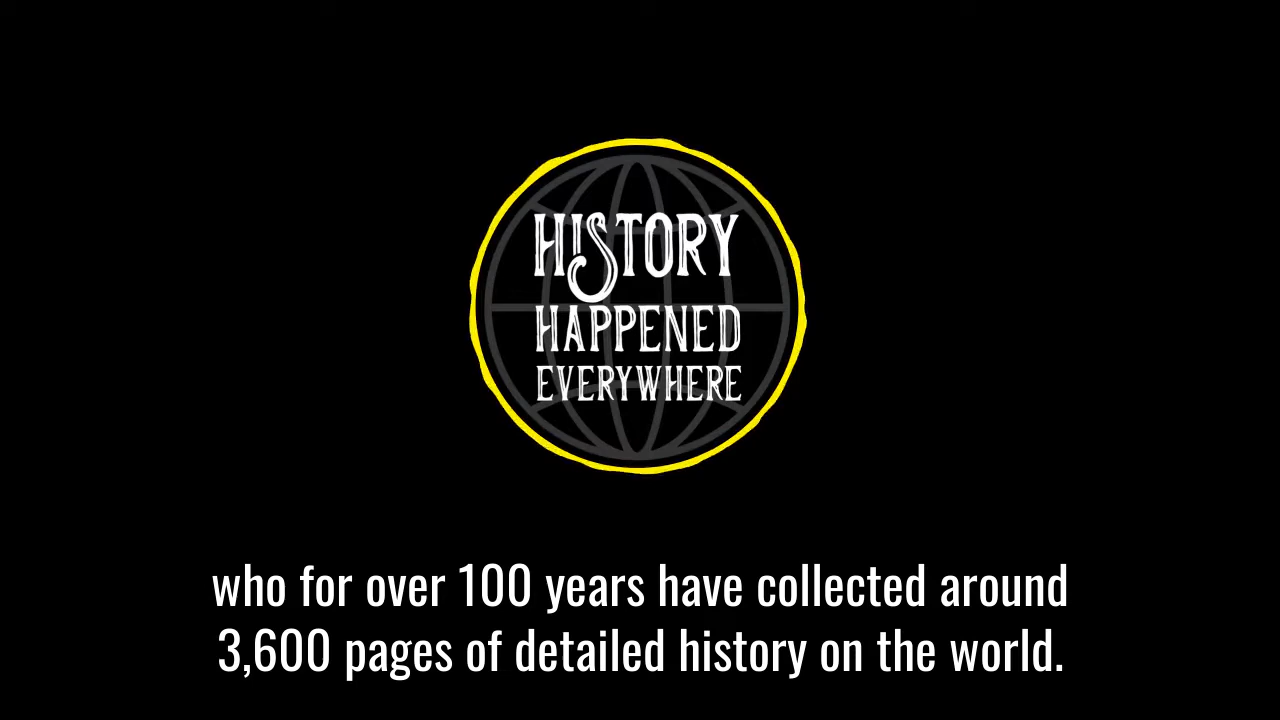 HISTORY
HAPPENED
EVERYWHERE
who for over 100 years have collected around
3,600 pages of detailed history on the world.